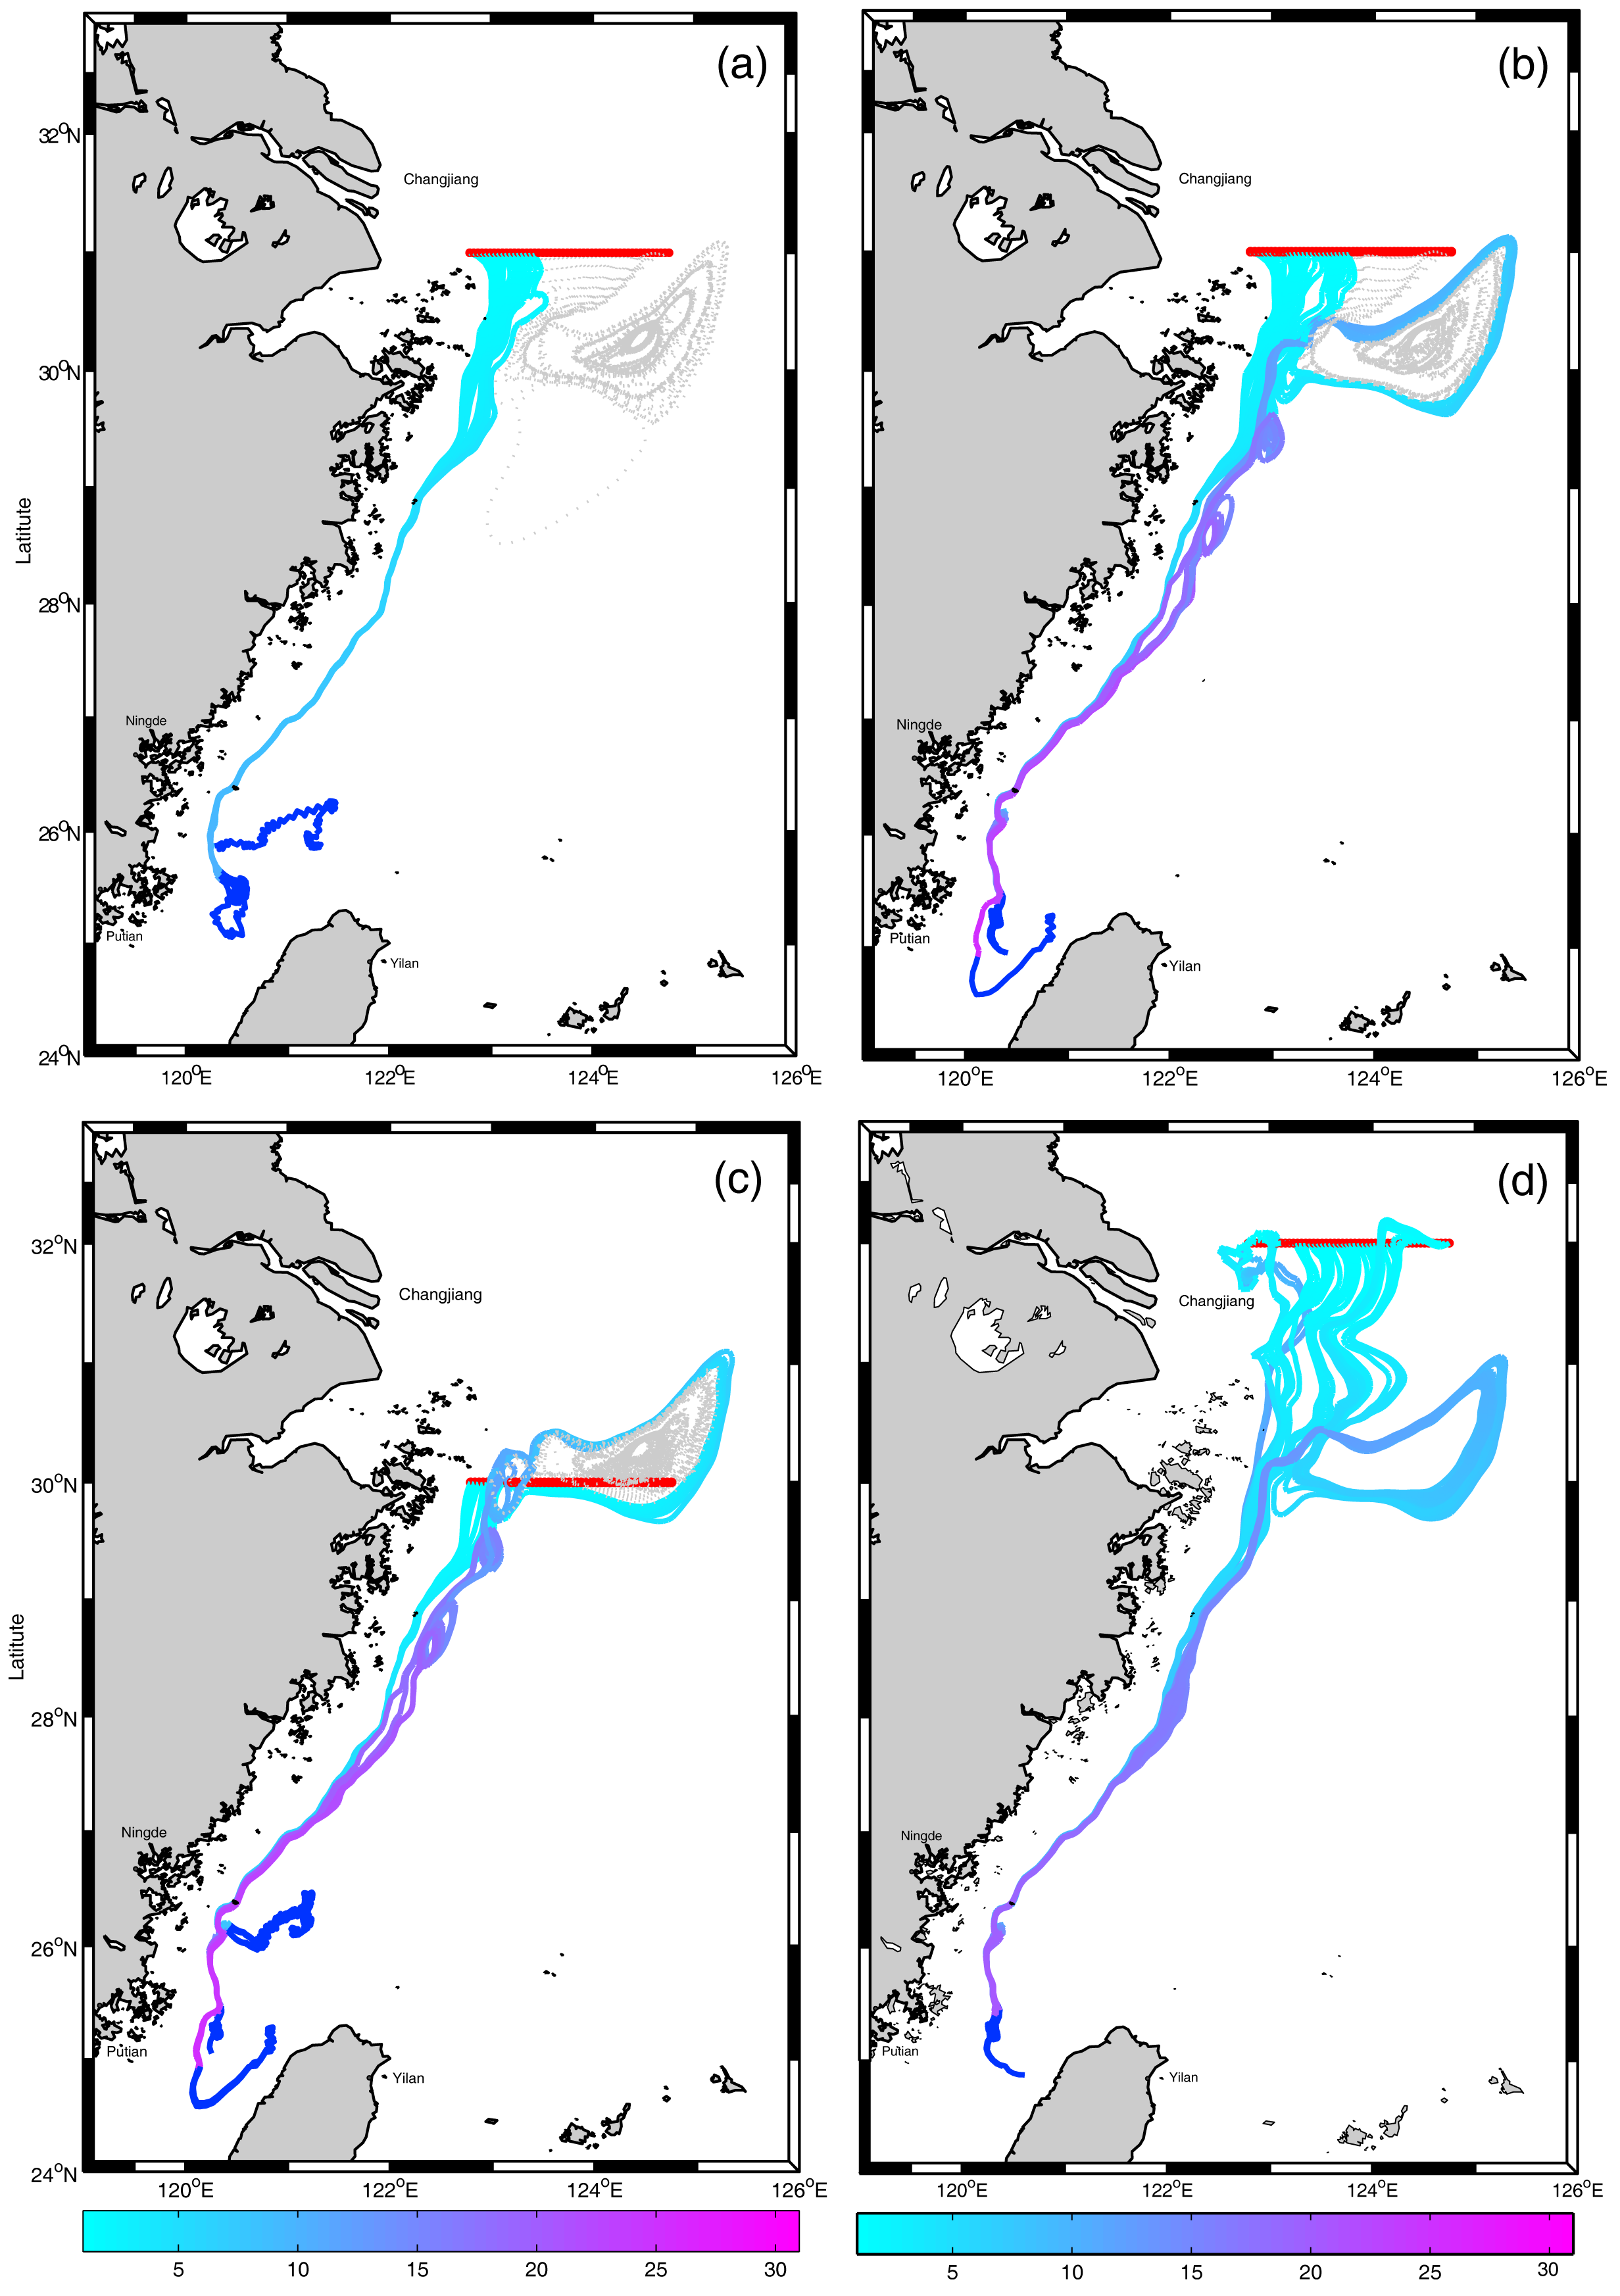 (a)
(b)
32°N
Changjiang
Changjiang
30°N
Latitute
28°N
Ningde
Ningde
26°N
Putian
Putian
Yilan
Yilan
24°N
120°E 122°E 124°E 126°E
120°E 122°E 124°E 126°E
(c)
(d)
32°N
Changjiang
Changjiang
30°N
Latitute
28°N
Ningde
Ningde
26°N
Putian
Putian
Yilan
Yilan
24°N
120°E 122°E 124°E 126°E
120°E 122°E 124°E 126°E
5 10 15 20 25 30
5 10 15 20 25 30